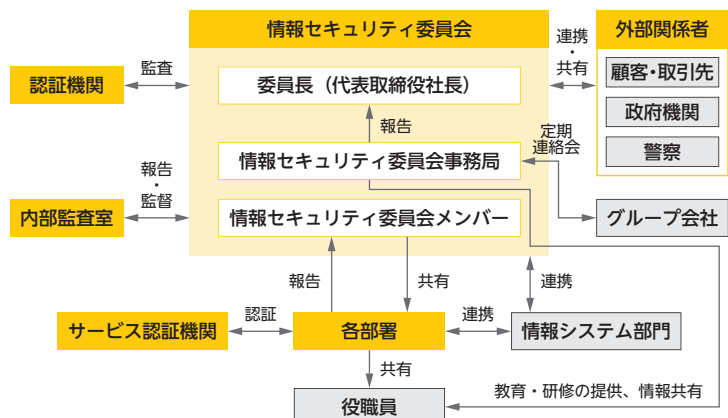 情報セキュリティ委員会
連携
・
共有
外部関係者
顧客・取引先
政府機関
警察
認証機関
監査
委員長（代表取締役社長）
報告
定期
連絡会
情報セキュリティ委員会事務局
報告
・
監督
内部監査室
情報セキュリティ委員会メンバー
グループ会社
報告
共有
連携
サービス認証機関
認証
各部署
連携
情報システム部門
共有
教育・研修の提供、情報共有
役職員